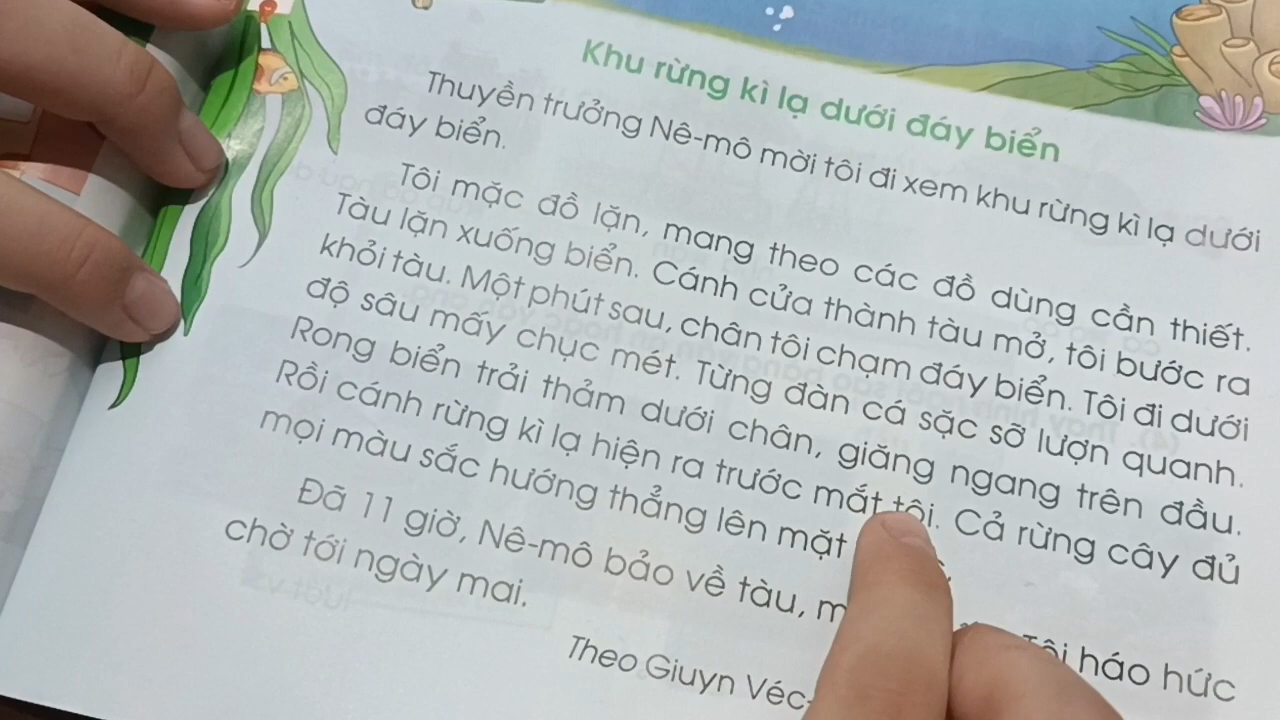 Khu rừng kì lạ dưới đáy biển
Thuyền trưởng Nê-mô mời tôi đi xem khu rừng kì lạ dưới
đáy biển.
Tôi mặc đồ lặn, mang theo các đồ dùng cần thiết.
Tàu lặn xuống biển. Cánh cửa thành tàu mở, tôi bước ra
khỏi tàu. Một phút sau, chân tôi chạm đáy biển. Tôi đi dưới
độ sâu mấy chục mét. Từng đàn cá sặc sỡ lượn quanh.
Rong biển trải thảm dưới chân, giăng ngang trên đầu.
Rồi cánh rừng kì lạ hiện ra trước mắt tôi. Cả rừng cây đủ
mọi màu sắc hướng thẳng lên mặt
Đã 11 giờ, Nê-mô bảo về tàu, Tôi háo hức
chờ tới ngày mai.
Theo Giuyn Véc-